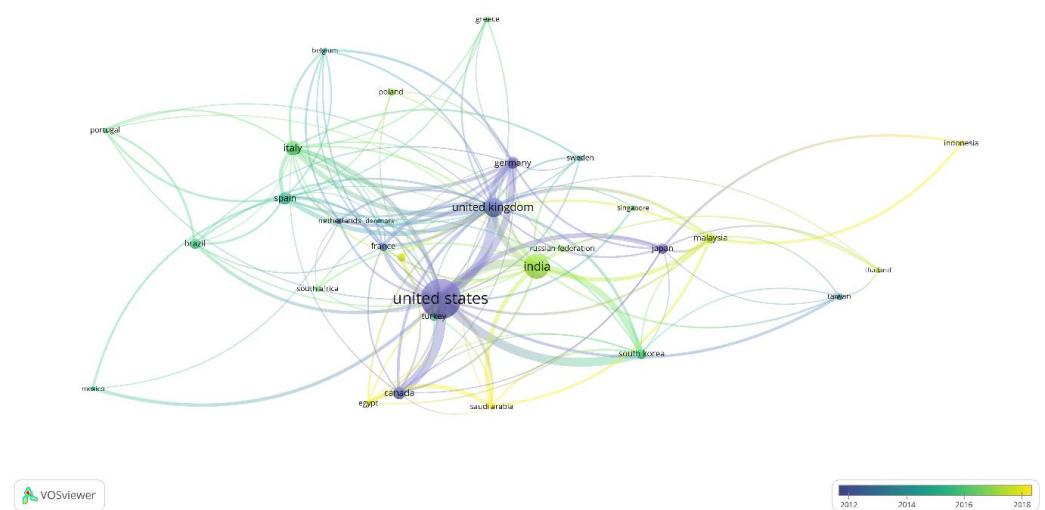 greece
belgium
poland
portugal
indonesia
italy
germany
sweden
spain
united kingdom
singapore
netherlands
denmark
malaysia
brazil
france
russian federation
japan
india
thailand
south africa
united states
taiwan
turkey
south korea
mexico
canada
egypt
saudi arabia
VOSviewer
2012 2014 2016 2018